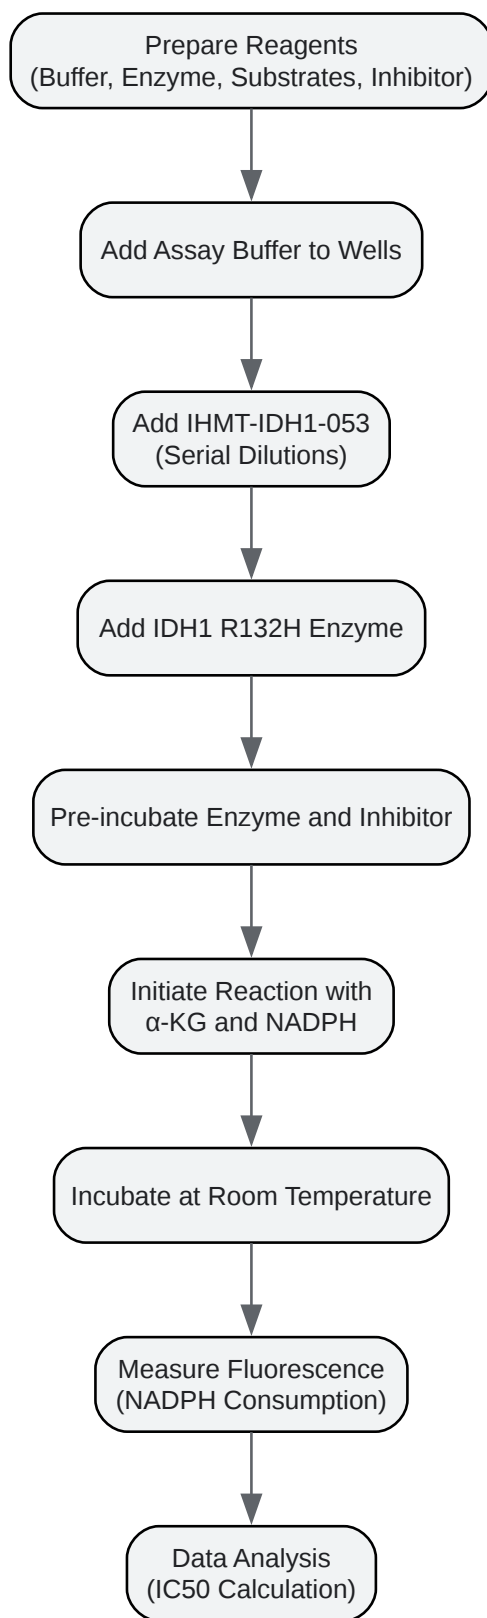 Prepare Reagents
(Buffer, Enzyme, Substrates, Inhibitor)
Add Assay Buffer to Wells
Add IHMT-IDH1-053
(Serial Dilutions)
Add IDH1 R132H Enzyme
Pre-incubate Enzyme and Inhibitor
Initiate Reaction with
α-KG and NADPH
Incubate at Room Temperature
Measure Fluorescence
(NADPH Consumption)
Data Analysis
(IC50 Calculation)